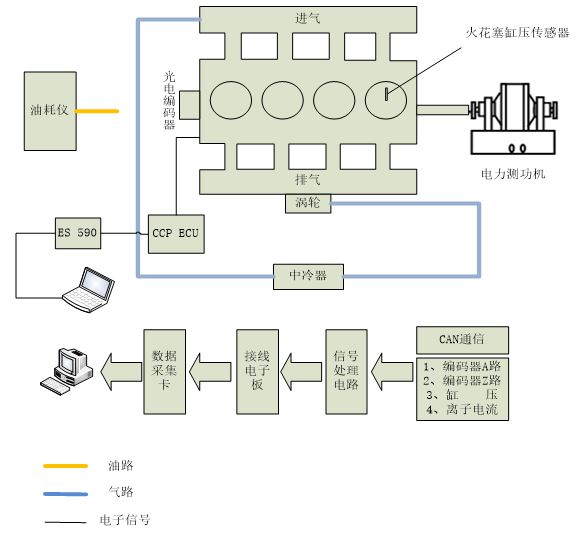 进气
火花塞缸压传感器
光电编码器
油耗仪
电力测功机
排气
涡轮
ES 590
CCP ECU
中冷器
CAN通信
数据
采集
卡
接线
电子
板
信号
处理
电路
1、编码器A路
2、编码器Z路
3、缸 压
4、离子电流
油路
气路
电子信号